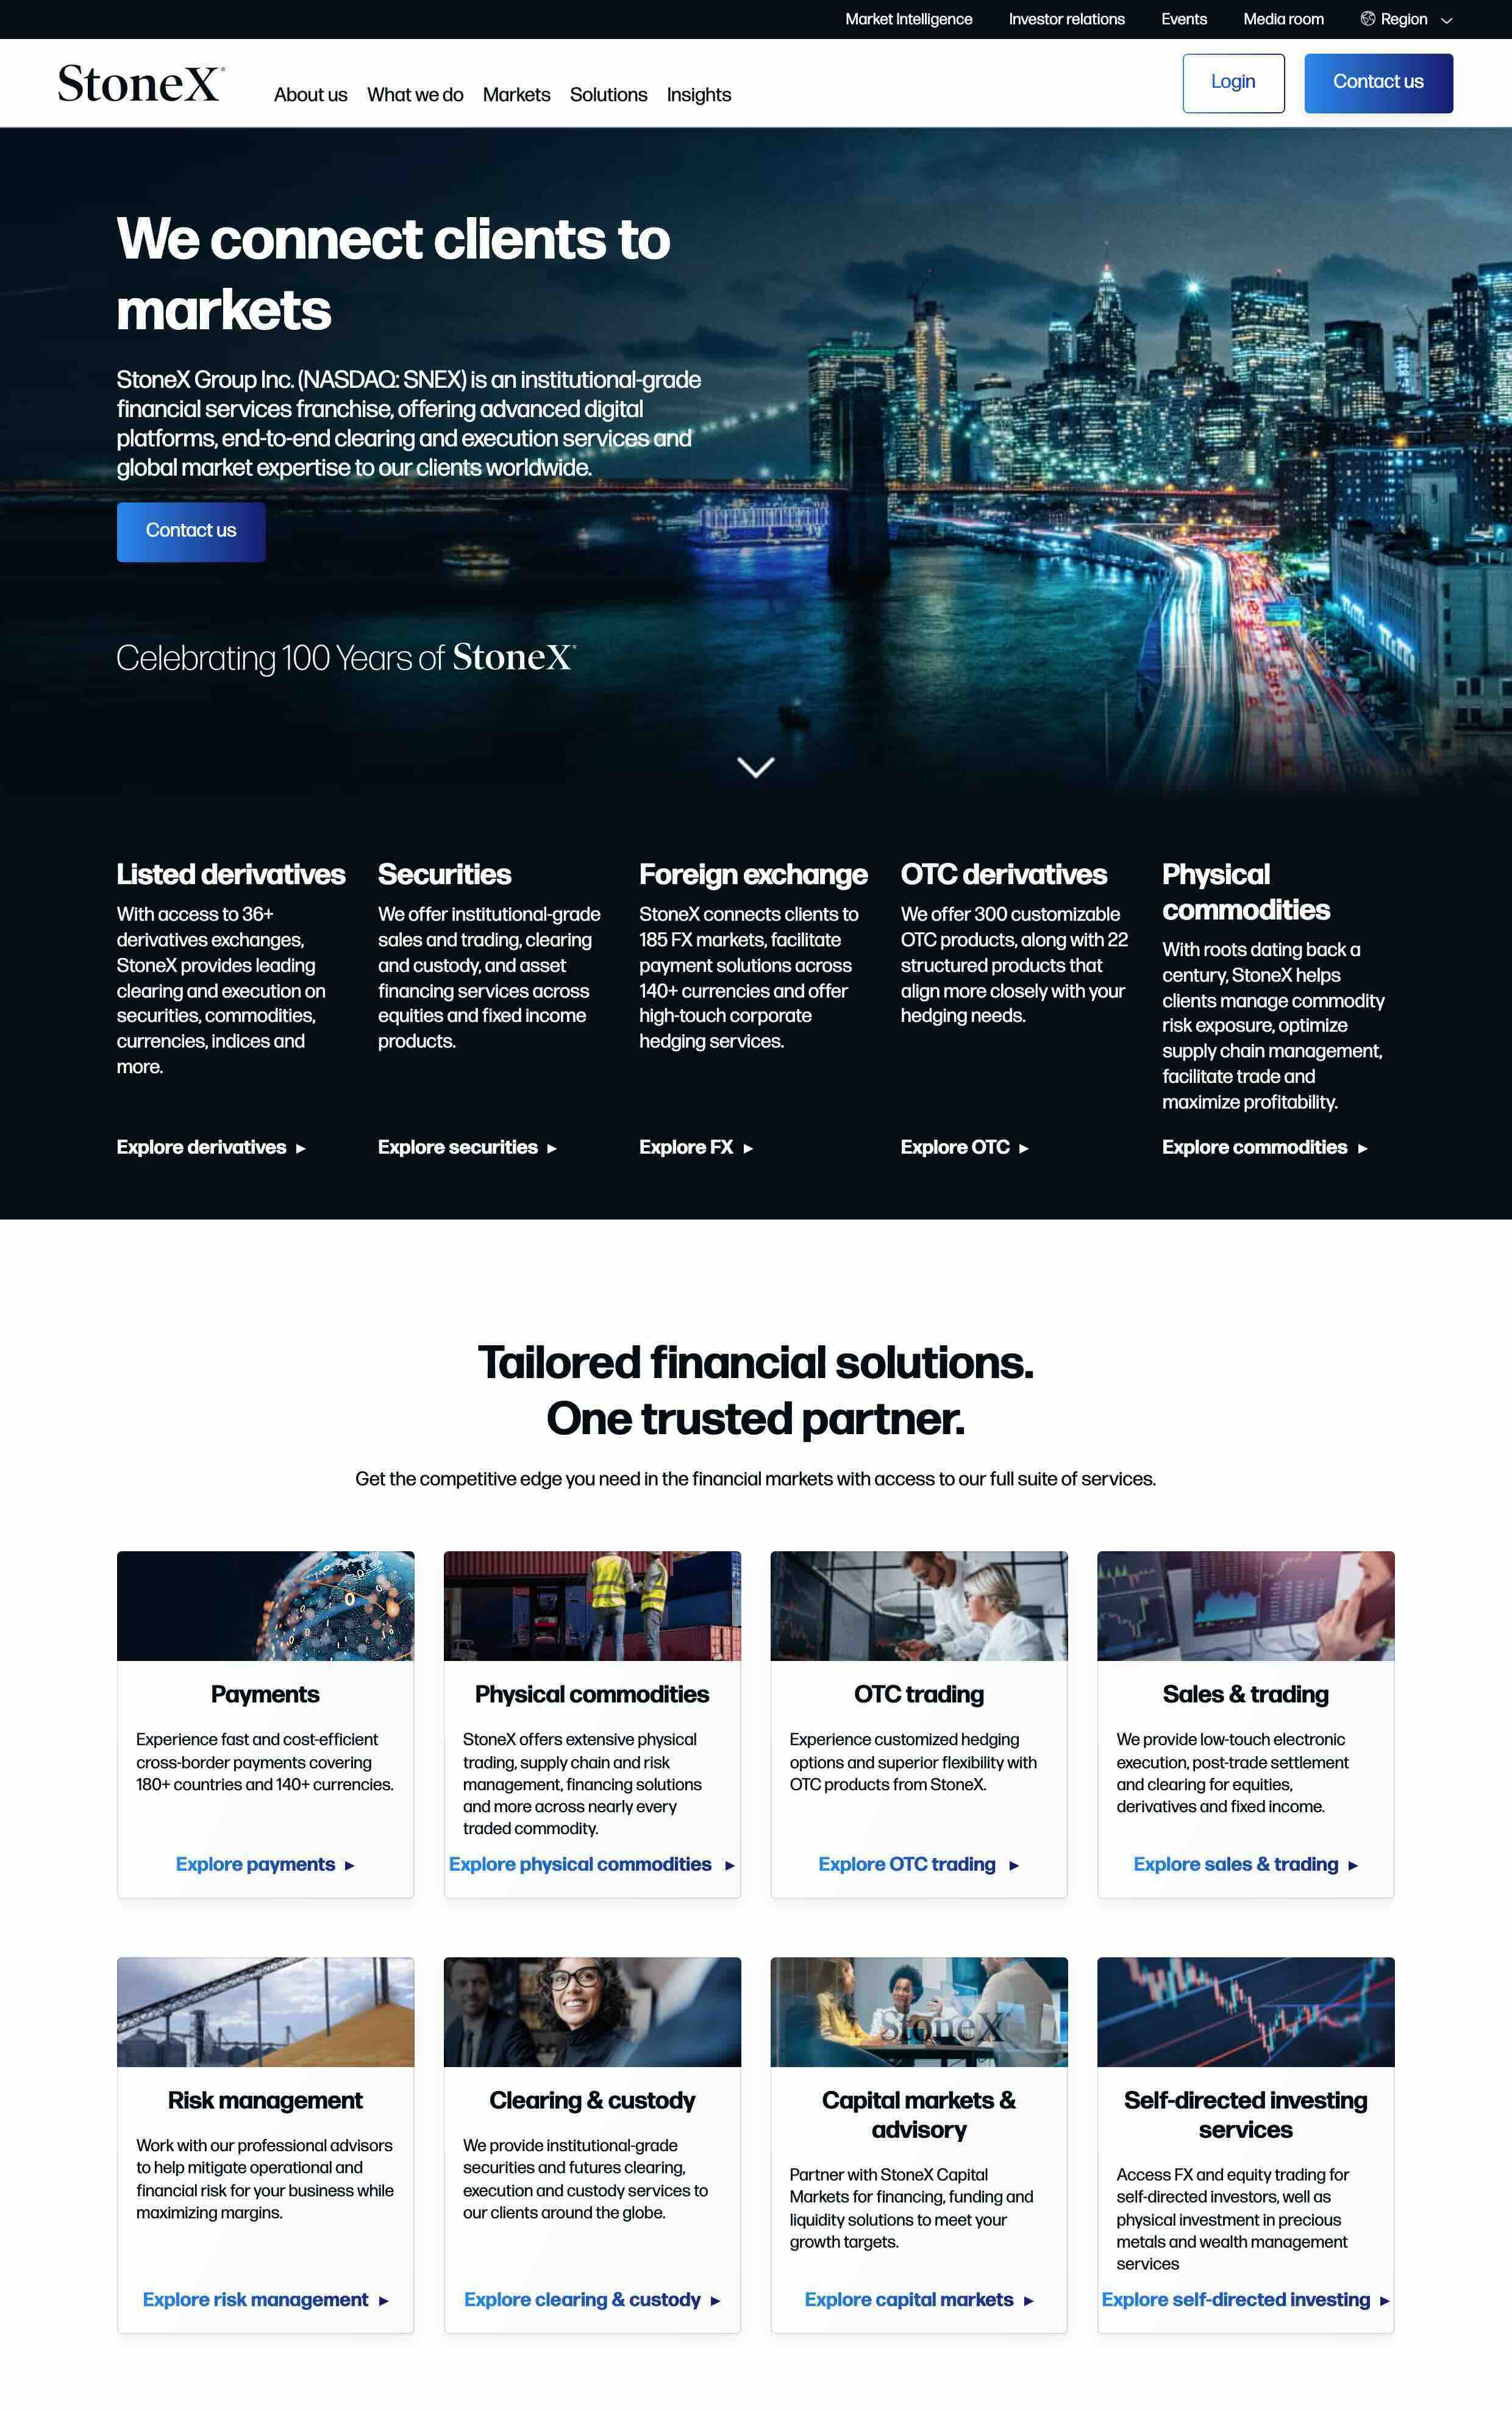 Market Intelligence
Investor relations
Events
Media room
Region
StoneX®
About us
What we do
Markets
Solutions
Insights
Login
Contact us
We connect clients to
markets
StoneX Group Inc. (NASDAQ: SNEX) is an institutional-grade
financial services franchise, offering advanced digital
platforms, end-to-end clearing and execution services and
global market expertise to our clients worldwide.
Contact us
Celebrating 100 Years of StoneX®
Listed derivatives
With access to 36+
derivatives exchanges,
StoneX provides leading
clearing and execution on
securities, commodities,
currencies, indices and
more.
Explore derivatives
Securities
We offer institutional-grade
sales and trading, clearing
and custody, and asset
financing services across
equities and fixed income
products.
Explore securities
Foreign exchange
StoneX connects clients to
185 FX markets, facilitate
payment solutions across
140+ currencies and offer
high-touch corporate
hedging services.
Explore FX
OTC derivatives
We offer 300 customizable
OTC products, along with 22
structured products that
align more closely with your
hedging needs.
Explore OTC
Physical
commodities
With roots dating back a
century, StoneX helps
clients manage commodity
risk exposure, optimize
supply chain management,
facilitate trade and
maximize profitability.
Explore commodities
Tailored financial solutions.
One trusted partner.
Get the competitive edge you need in the financial markets with access to our full suite of services.
Payments
Experience fast and cost-efficient
cross-border payments covering
180+ countries and 140+ currencies.
Explore payments
Physical commodities
StoneX offers extensive physical
trading, supply chain and risk
management, financing solutions
and more across nearly every
traded commodity.
Explore physical commodities
OTC trading
Experience customized hedging
options and superior flexibility with
OTC products from StoneX.
Explore OTC trading
Sales & trading
We provide low-touch electronic
execution, post-trade settlement
and clearing for equities,
derivatives and fixed income.
Explore sales & trading
Risk management
Work with our professional advisors
to help mitigate operational and
financial risk for your business while
maximizing margins.
Explore risk management
Clearing & custody
We provide institutional-grade
securities and futures clearing,
execution and custody services to
our clients around the globe.
Explore clearing & custody
StoneX
Capital markets &
advisory
Partner with StoneX Capital
Markets for financing, funding and
liquidity solutions to meet your
growth targets.
Explore capital markets
Self-directed investing
services
Access FX and equity trading for
self-directed investors, well as
physical investment in precious
metals and wealth management
services
Explore self-directed investing